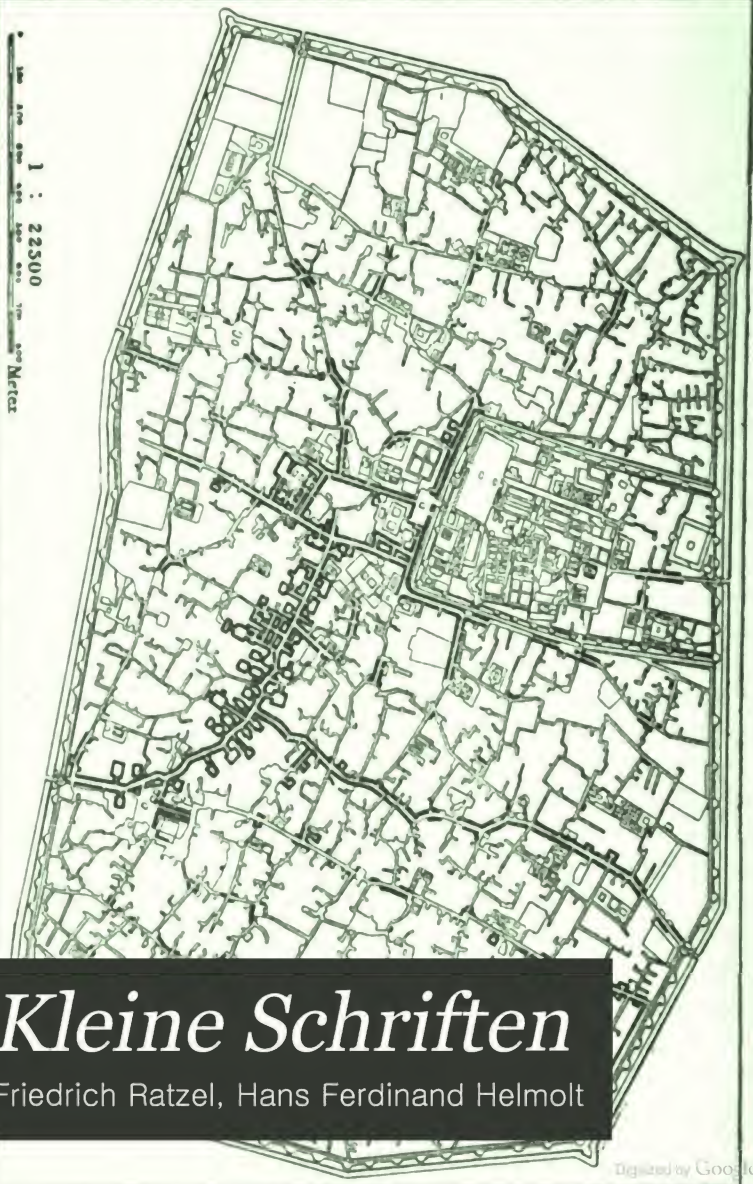 1 : 22500
Meter
Kleine Schriften
Friedrich Ratzel, Hans Ferdinand Helmolt
Digitized by Google